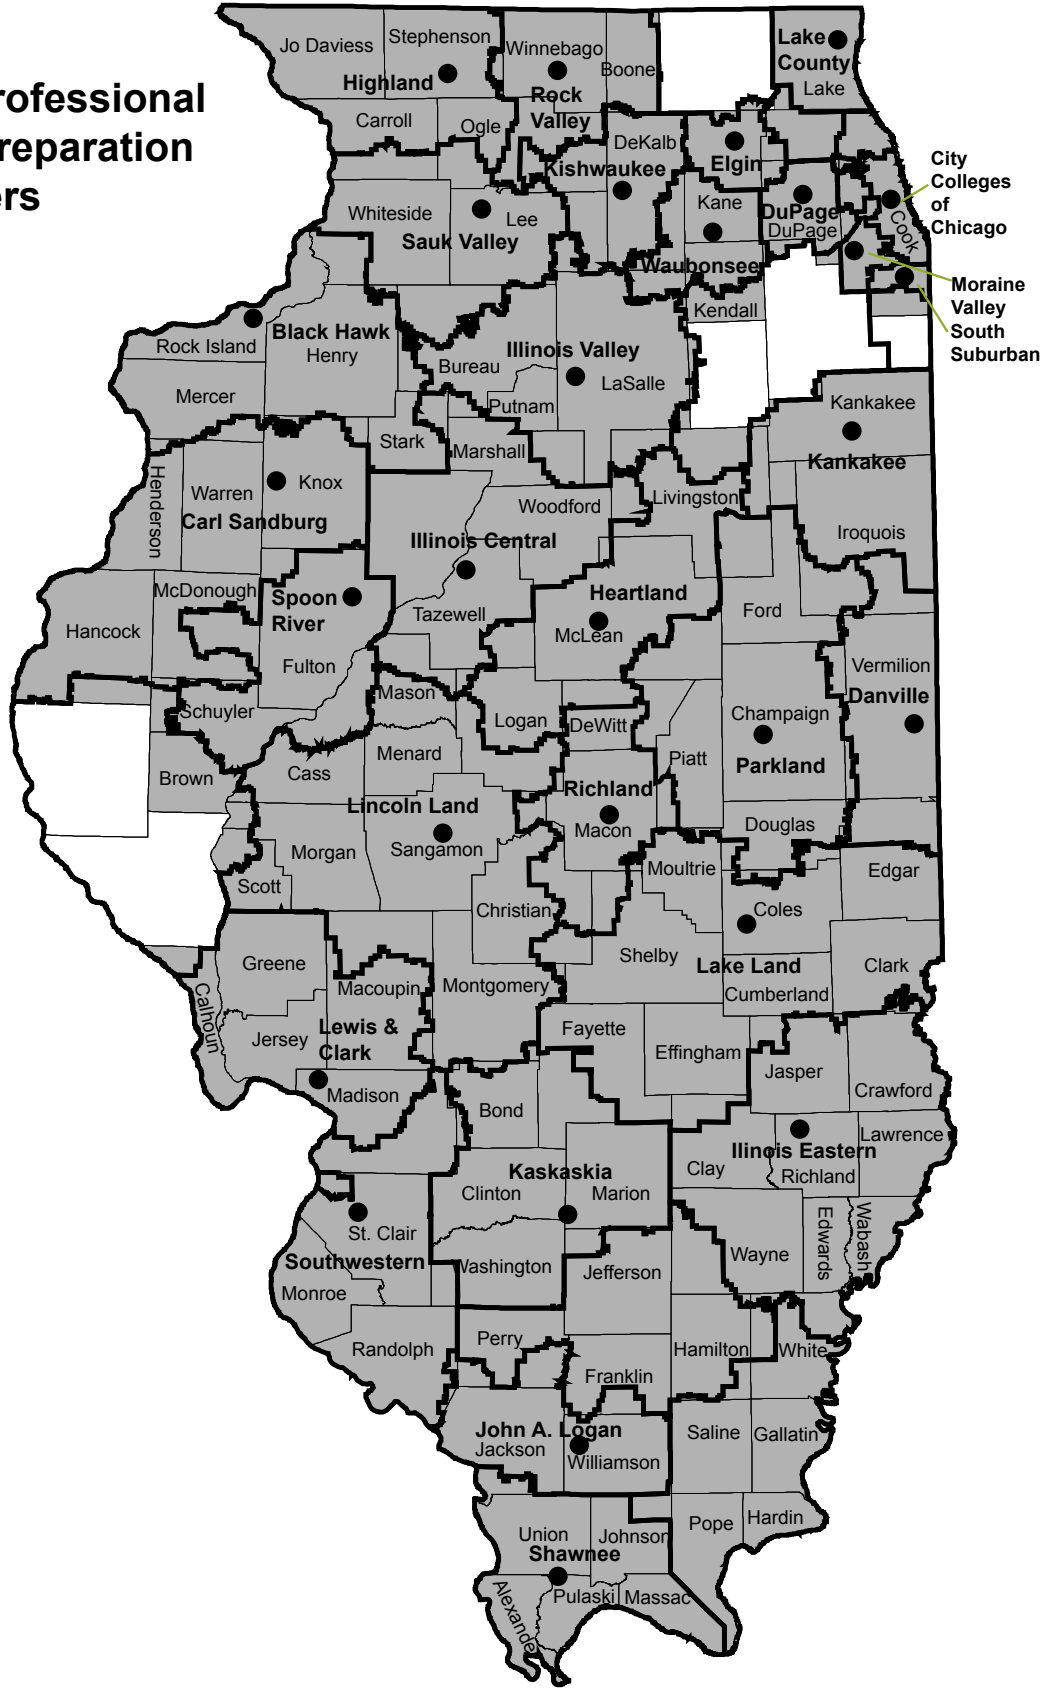 rofessional
reparation
ers
Jo Daviess
Stephenson
Highland
Winnebago
Boone
Rock
Valley
Lake
County
Lake
Carroll
Ogle
DeKalb
Kishwaukee
Elgin
City
Colleges
of
Chicago
Whiteside
Lee
Sauk Valley
Kane
DuPage
DuPage
Cook
Waubonsee
Kendall
Moraine
Valley
South
Suburban
Rock Island
Black Hawk
Henry
Bureau
Illinois Valley
LaSalle
Mercer
Putnam
Kankakee
Stark
Marshall
Kankakee
Henderson
Warren
Knox
Carl Sandburg
Woodford
Livingston
Illinois Central
Iroquois
McDonough
Spoon
River
Tazewell
Heartland
McLean
Ford
Hancock
Fulton
Vermilion
Danville
Mason
Schuyler
Logan
DeWitt
Champaign
Parkland
Brown
Cass
Menard
Piatt
Lincoln Land
Sangamon
Richland
Macon
Douglas
Morgan
Scott
Moultrie
Edgar
Christian
Coles
Greene
Shelby
Lake Land
Clark
Calhoun
Macoupin
Montgomery
Cumberland
Jersey
Lewis &
Clark
Fayette
Effingham
Jasper
Crawford
Madison
Bond
Lawrence
Illinois Eastern
Clay
Richland
Kaskaskia
Clinton
Marion
St. Clair
Southwestern
Washington
Jefferson
Wayne
Edwards
Wabash
Monroe
Randolph
Perry
Hamilton
White
Franklin
John A. Logan
Jackson
Williamson
Saline
Gallatin
Union
Johnson
Shawnee
Pope
Hardin
Alexander
Pulaski
Massac